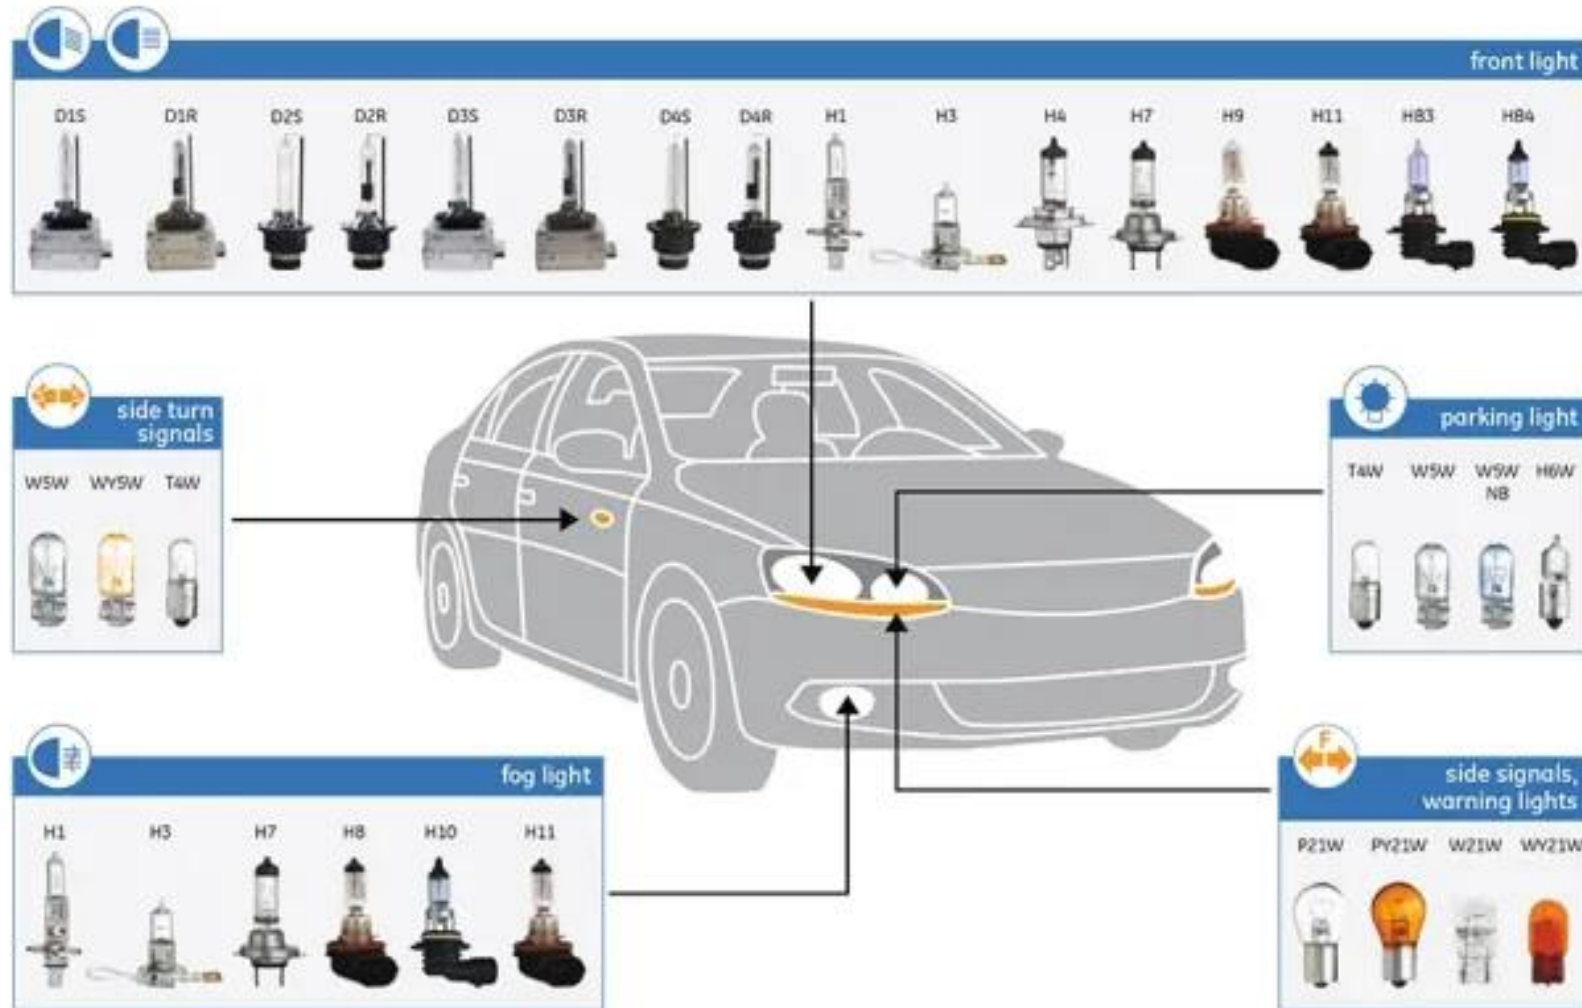 front light
D1S D1R D2S D2R D3S D3R D4S D4R H1 H3 H4 H7 H9 H11 HB3 HB4
side turn
signals
W5W WY5W T4W
parking light
T4W W5W W5W H6W
NB
fog light
H1 H3 H7 H8 H10 H11
F
side signals,
warning lights
P21W PY21W W21W WY21W